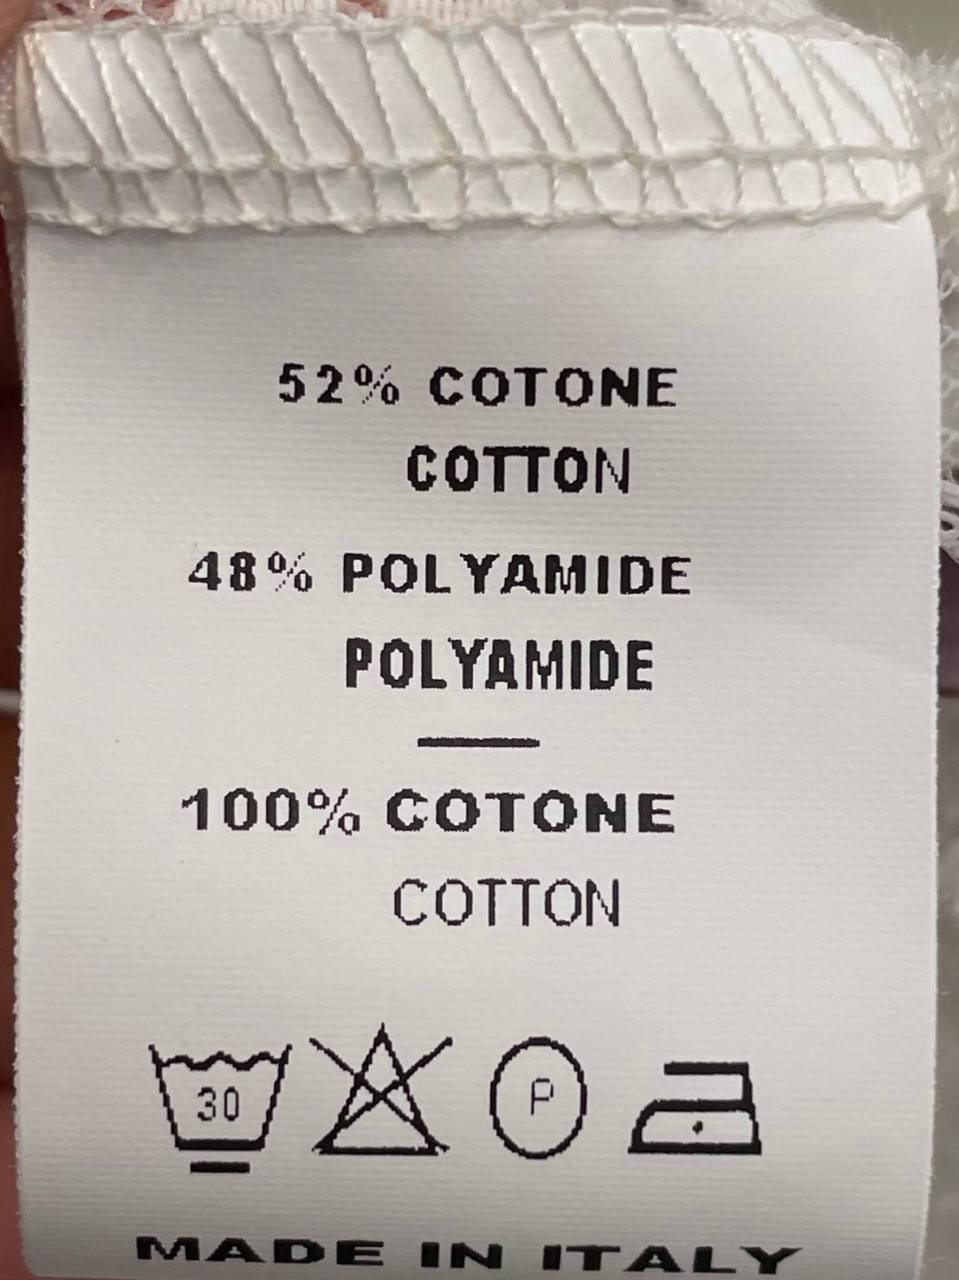 52% COTONE
COTTON
48% POLYAMIDE
POLYAMIDE
100% COTONE
COTTON
30 P
MADE IN ITALY